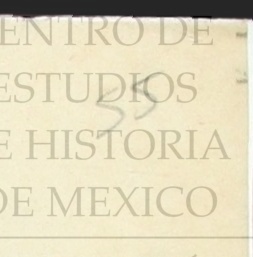 ENTRO DE
ESTUDIOS
55
E HISTORIA
DE MEXICO